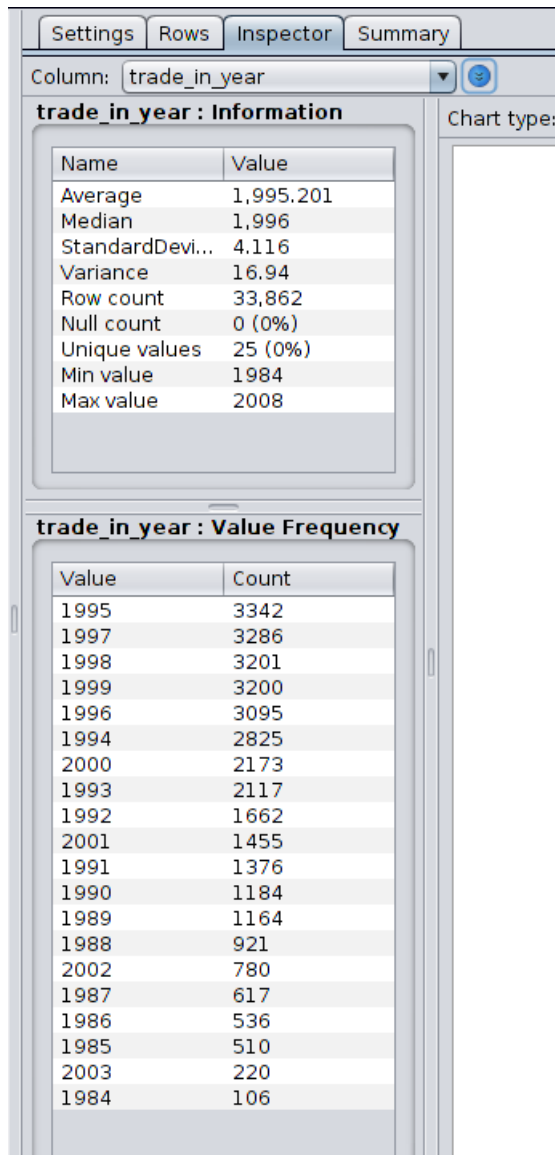 Settings Rows Inspector Summary
Column: trade_in_year
trade_in_year : Information
Chart type:
Name Value
Average 1,995.201
Median 1,996
StandardDevi... 4.116
Variance 16.94
Row count 33,862
Null count 0 (0%)
Unique values 25 (0%)
Min value 1984
Max value 2008
trade_in_year : Value Frequency
Value Count
1995 3342
1997 3286
1998 3201
1999 3200
1996 3095
1994 2825
2000 2173
1993 2117
1992 1662
2001 1455
1991 1376
1990 1184
1989 1164
1988 921
2002 780
1987 617
1986 536
1985 510
2003 220
1984 106